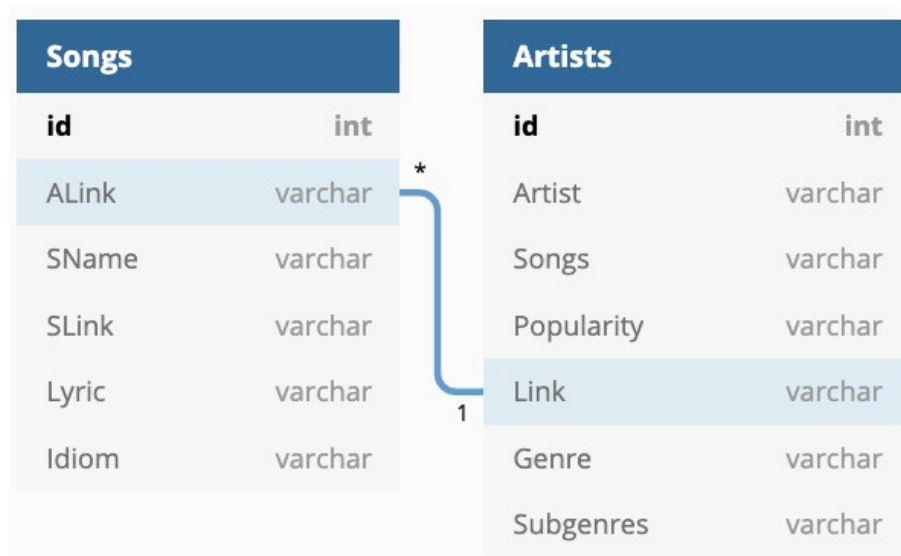 Songs
id int
ALink varchar
SName varchar
SLink varchar
Lyric varchar
Idiom varchar
*
1
Artists
id int
Artist varchar
Songs varchar
Popularity varchar
Link varchar
Genre varchar
Subgenres varchar